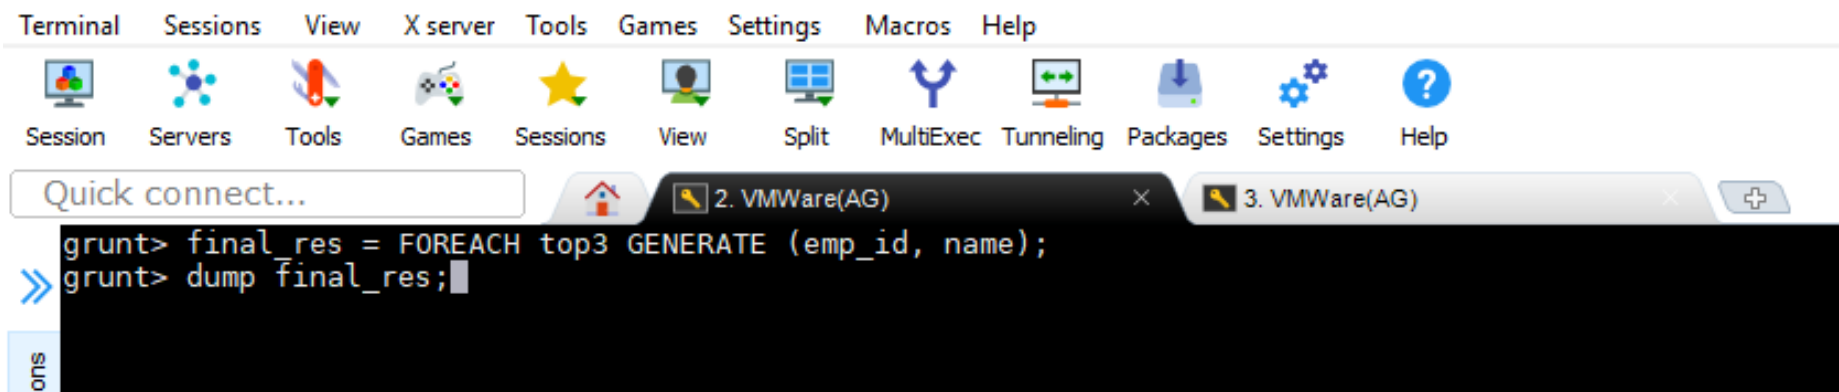 Terminal Sessions View X server Tools Games Settings Macros Help
Session Servers Tools Games Sessions View Split MultiExec Tunneling Packages Settings Help
Quick connect... 2. VMWare(AG) 3. VMWare(AG)
grunt> final_res = FOREACH top3 GENERATE (emp_id, name);
grunt> dump final_res;